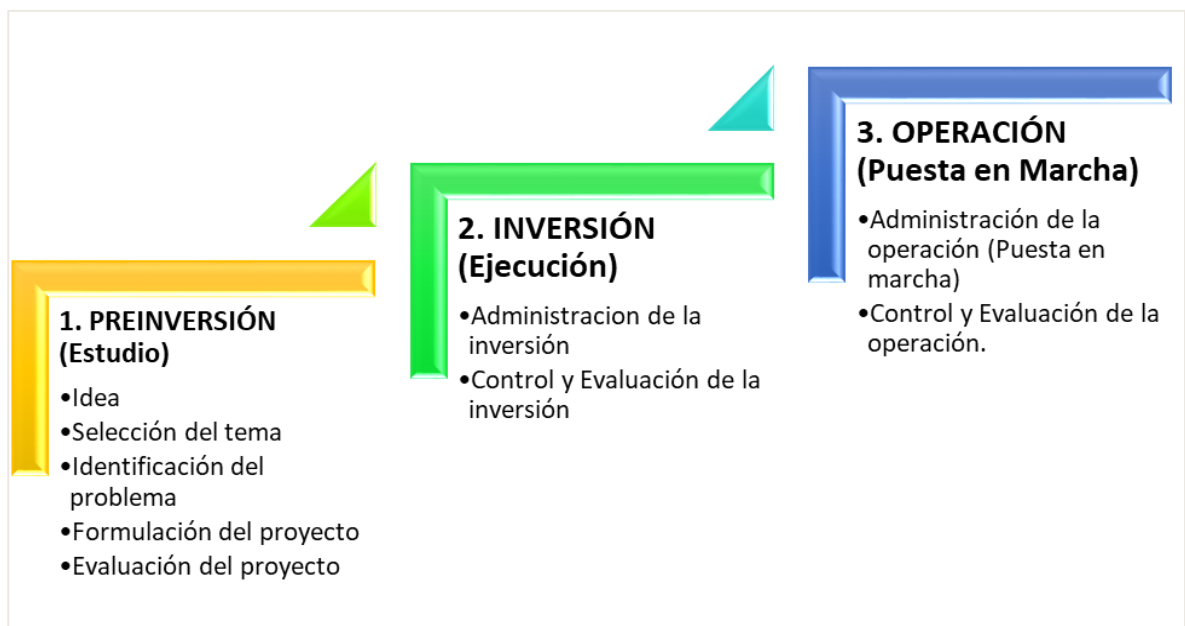 1. PREINVERSIÓN
(Estudio)
•Idea
•Selección del tema
•Identificación del
problema
•Formulación del proyecto
•Evaluación del proyecto
2. INVERSIÓN
(Ejecución)
•Administracion de la
inversión
•Control y Evaluación de la
inversión
3. OPERACIÓN
(Puesta en Marcha)
•Administración de la
operación (Puesta en
marcha)
•Control y Evaluación de la
operación.